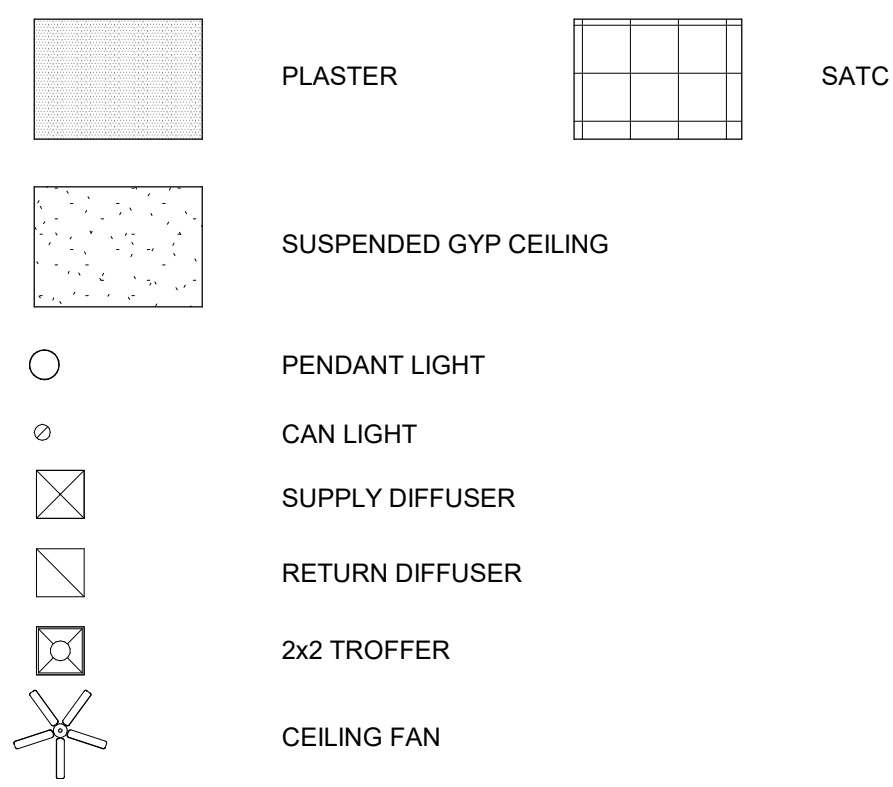 PLASTER
SATC
SUSPENDED GYP CEILING
PENDANT LIGHT
CAN LIGHT
SUPPLY DIFFUSER
RETURN DIFFUSER
2x2 TROFFER
CEILING FAN